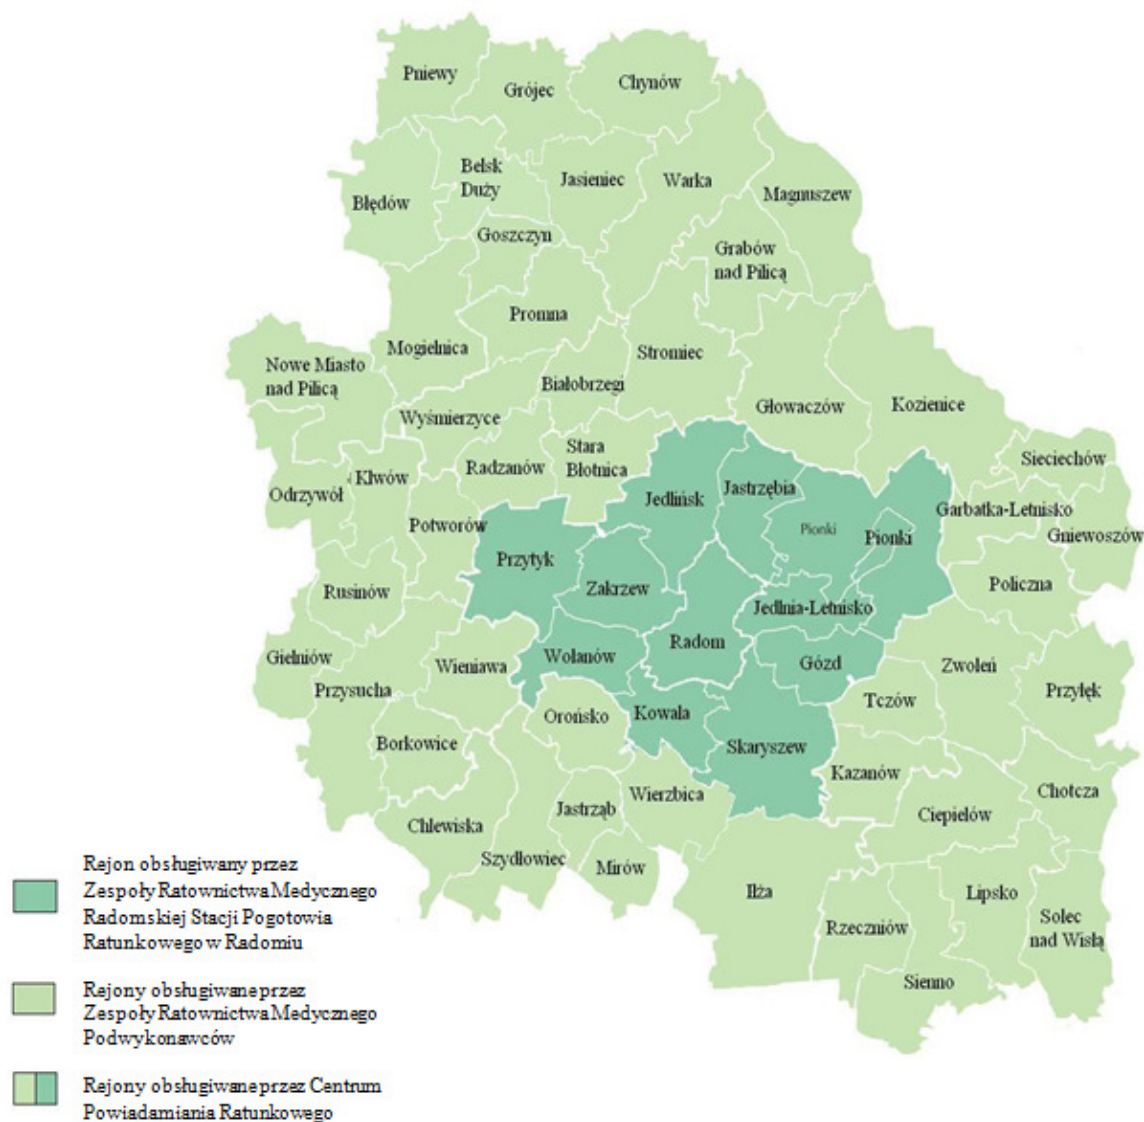 Pniewy
Grójec
Chynów
Belsk
Duży
Jasieniec
Warka
Magnuszew
Błędów
Goszczyn
Grabów
nad Pilicą
Promna
Mogielnica
Stromiec
Nowe Miasto
nad Pilicą
Białobrzegi
Głowaczów
Kozienice
Wyśmierzyce
Stara
Błotnica
Radzanów
Sieciechów
Odrzywół
Kłwów
Jedlińsk
Jastrzębia
Garbatka-Letnisko
Potworów
Pionki
Pionki
Gniewoszów
Przytyk
Zakrzew
Policzna
Rusinów
Jedlnia-Letnisko
Radom
Gielniów
Wieniawa
Wolanów
Gózd
Zwoleń
Przysucha
Tczów
Przyłęk
Orońsko
Kowala
Borkowice
Skaryszew
Kazanów
Wierzbica
Chotcza
Jastrząb
Ciepielów
Chlewiska
Szydłowiec
Mirów
Iłża
Lipsko
Rzeczniów
Solec
nad Wisłą
Sienno
Rejon obsługiwany przez
Zespoły Ratownictwa Medycznego
Radomskiej Stacji Pogotowia
Ratunkowego w Radomiu
Rejony obsługiwane przez
Zespoły Ratownictwa Medycznego
Podwykonawców
Rejony obsługiwane przez Centrum
Powiadamiania Ratunkowego